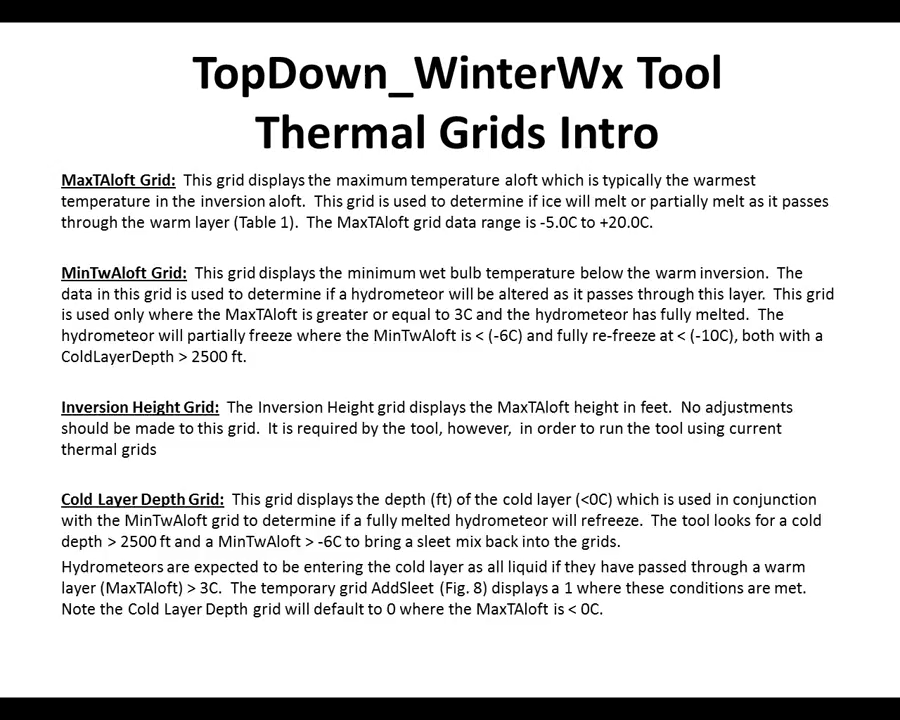 TopDown_WinterWx Tool
Thermal Grids Intro
MaxTAloft Grid: This grid displays the maximum temperature aloft which is typically the warmest
temperature in the inversion aloft. This grid is used to determine if ice will melt or partially melt as it passes
through the warm layer (Table 1). The MaxTAloft grid data range is -5.0C to +20.0C.
MinTwAloft Grid: This grid displays the minimum wet bulb temperature below the warm inversion. The
data in this grid is used to determine if a hydrometeor will be altered as it passes through this layer. This grid
is used only where the MaxTAloft is greater or equal to 3C and the hydrometeor has fully melted. The
hydrometeor will partially freeze where the MinTwAloft is < (-6C) and fully re-freeze at < (-10C), both with a
ColdLayerDepth > 2500 ft.
Inversion Height Grid: The Inversion Height grid displays the MaxTAloft height in feet. No adjustments
should be made to this grid. It is required by the tool, however, in order to run the tool using current
thermal grids
Cold Layer Depth Grid: This grid displays the depth (ft) of the cold layer (<0C) which is used in conjunction
with the MinTwAloft grid to determine if a fully melted hydrometeor will refreeze. The tool looks for a cold
depth > 2500 ft and a MinTwAloft > -6C to bring a sleet mix back into the grids.
Hydrometeors are expected to be entering the cold layer as all liquid if they have passed through a warm
layer (MaxTAloft) > 3C. The temporary grid AddSleet (Fig. 8) displays a 1 where these conditions are met.
Note the Cold Layer Depth grid will default to 0 where the MaxTAloft is < 0C.